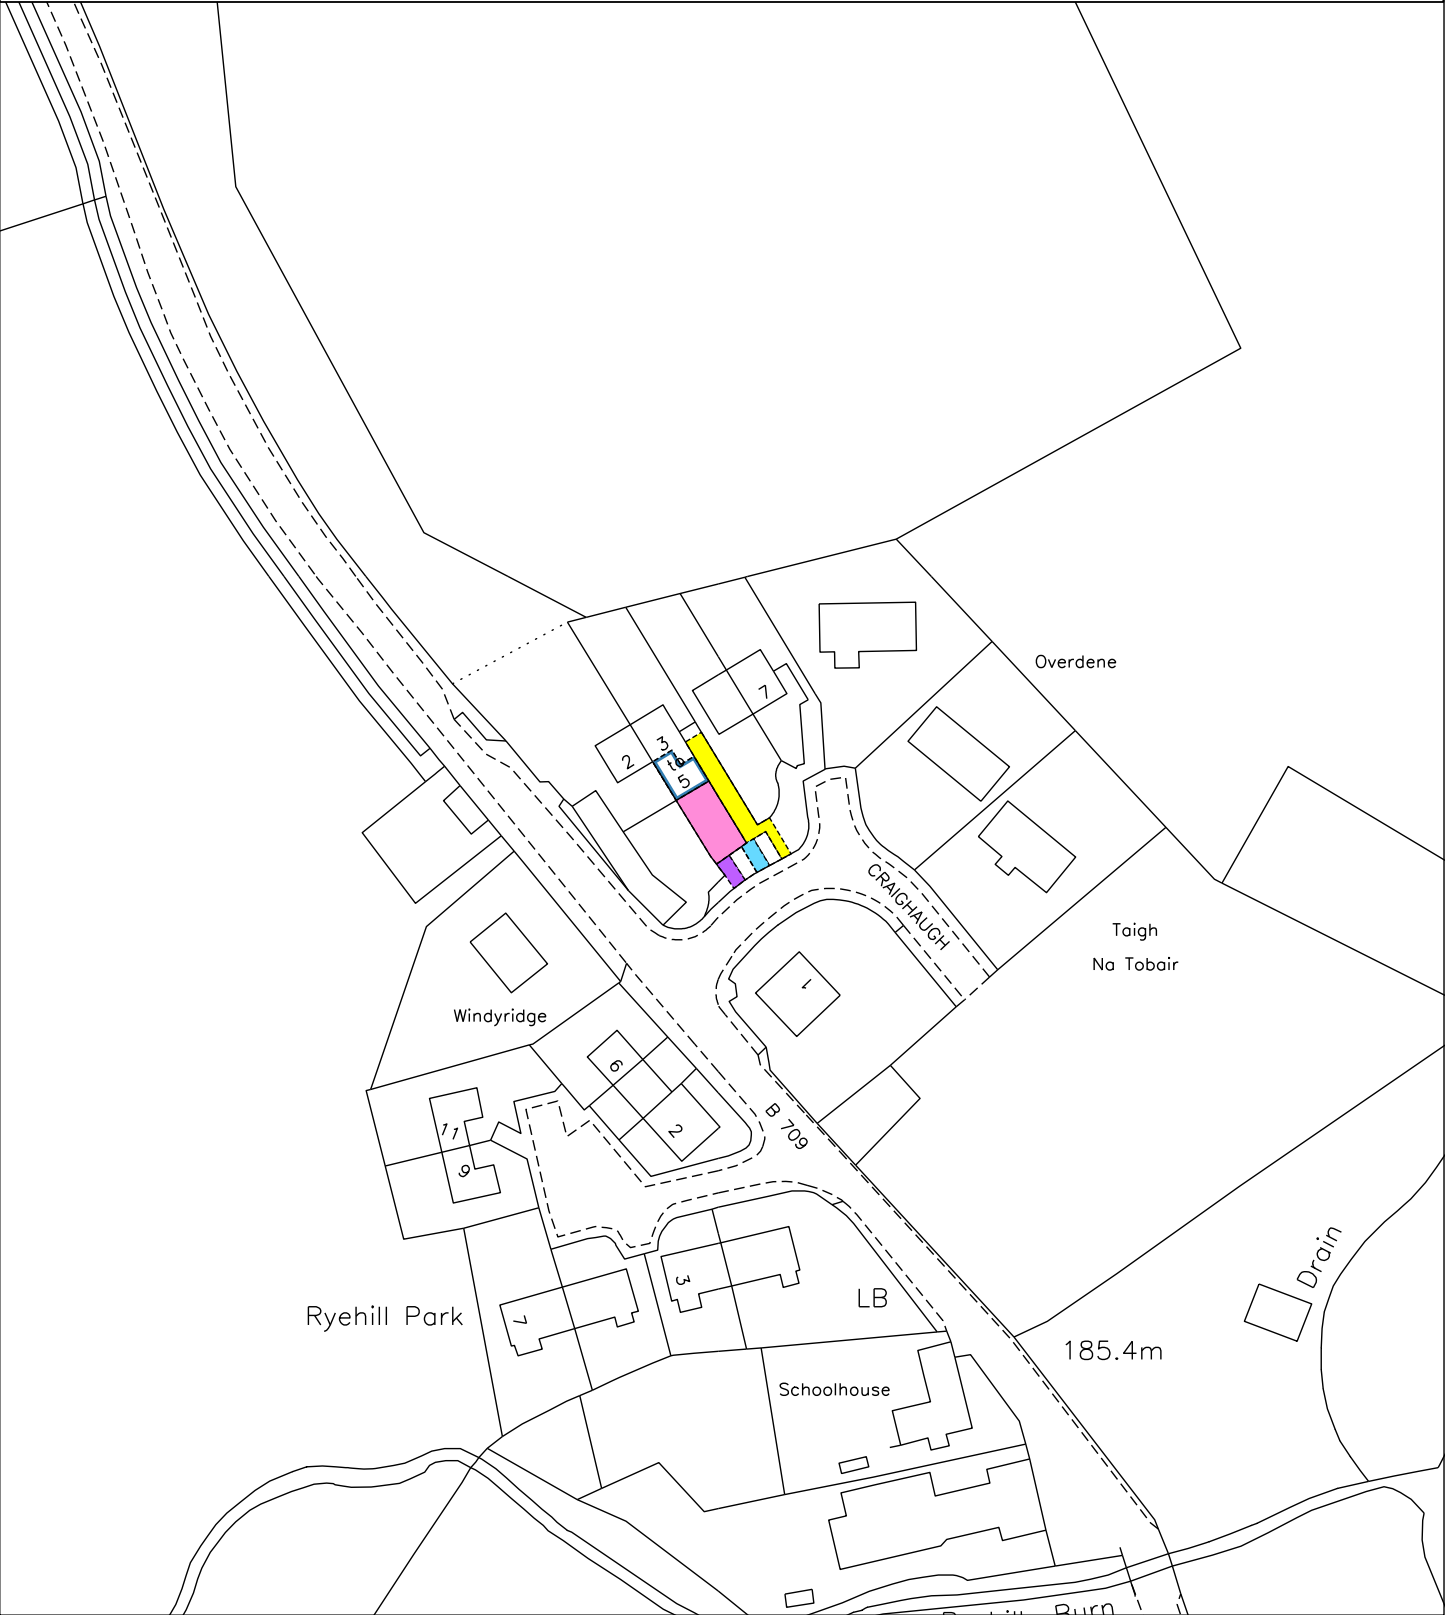 Overdene
7
3
2
to
5
CRAIGHAUGH
Taigh
Na Tobair
1
Windyridge
6
2
B 709
11
9
Drain
3
LB
Ryehill Park
7
185.4m
Schoolhouse
Burn